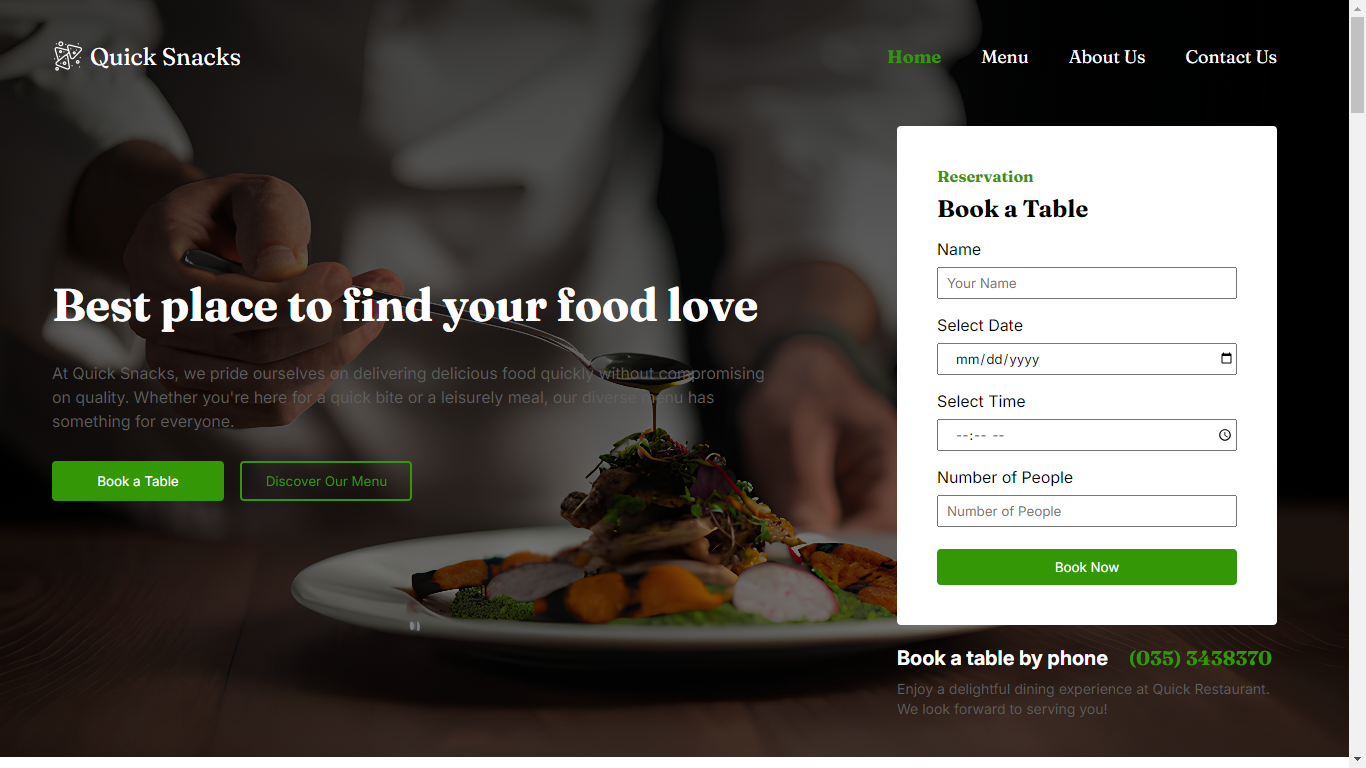 Quick Snacks
Home
Menu
About Us
Contact Us
Best place to find your food love
At Quick Snacks, we pride ourselves on delivering delicious food quickly without compromising
on quality. Whether you're here for a quick bite or a leisurely meal, our diverse menu has
something for everyone.
Book a Table
Discover Our Menu
Reservation
Book a Table
Name
Your Name
Select Date
mm/dd/yyyy
Select Time
--:-- --
Number of People
Number of People
Book Now
Book a table by phone (035) 3438370
Enjoy a delightful dining experience at Quick Restaurant.
We look forward to serving you!